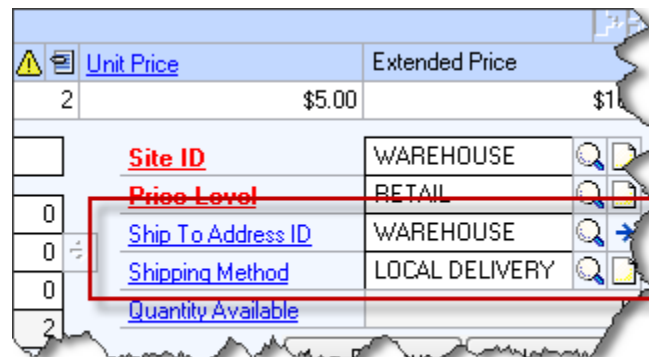 Unit Price Extended Price
2 $5.00
Site ID WAREHOUSE
Price Level RETAIL
0 Ship To Address ID WAREHOUSE
0 Shipping Method LOCAL DELIVERY
0
Quantity Available
2